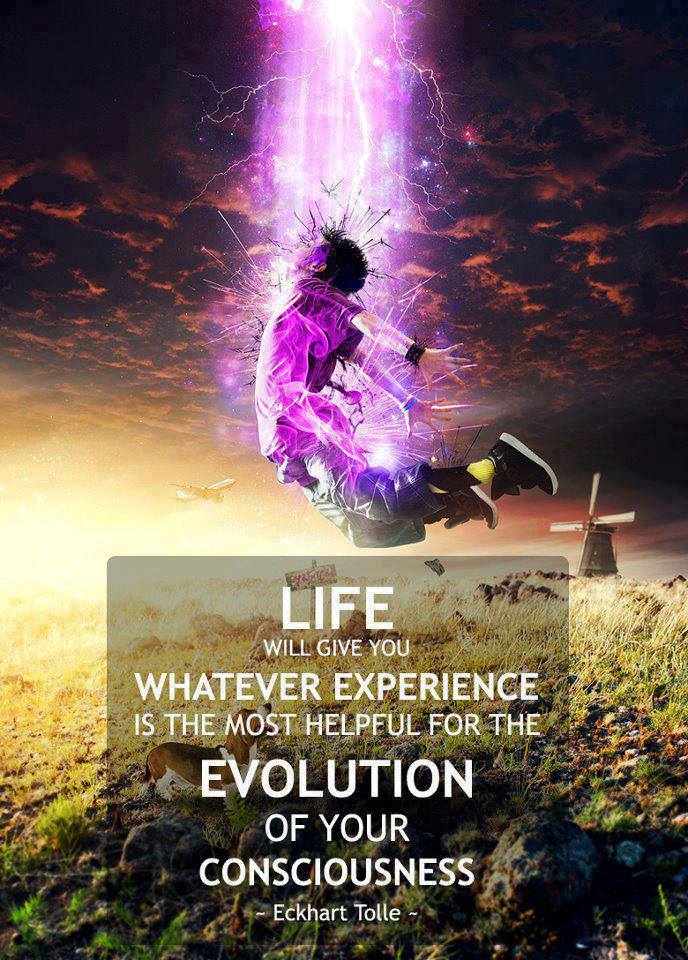 LIFE
WILL GIVE YOU
WHATEVER EXPERIENCE
IS THE MOST HELPFUL FOR THE
EVOLUTION
OF YOUR
CONSCIOUSNESS
~ Eckhart Tolle ~